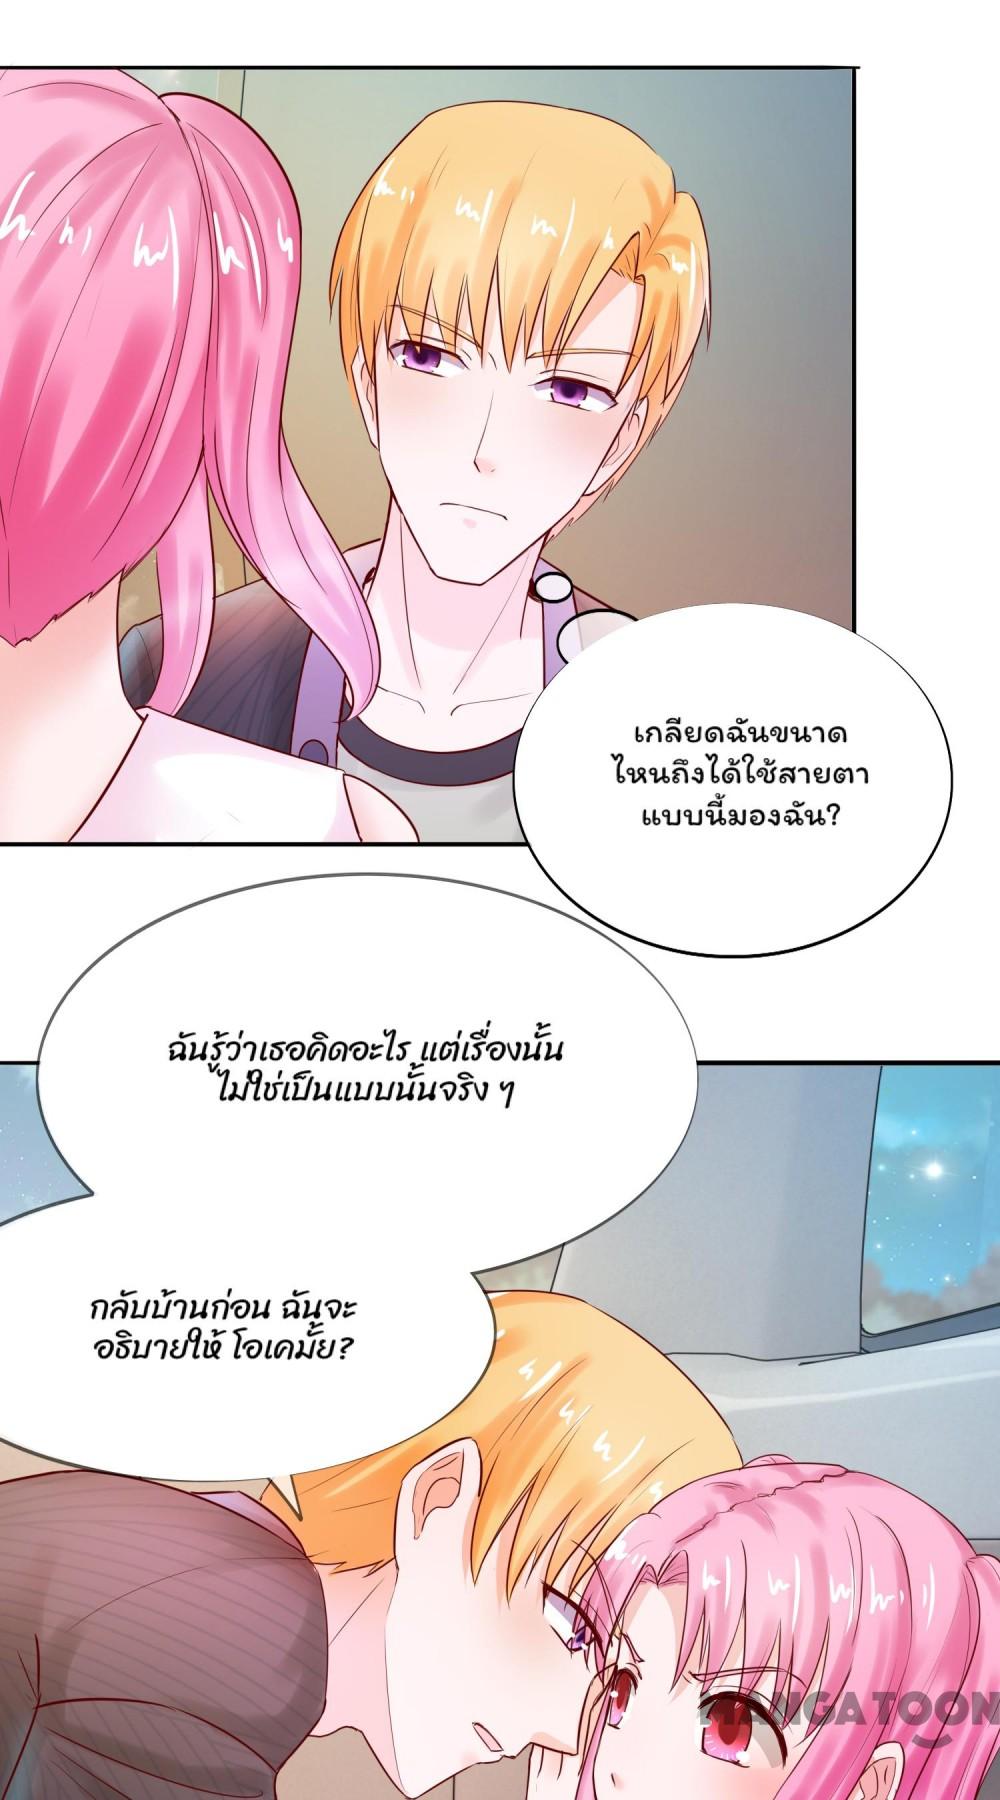 เกลียดฉันขนาด
ไหนถึงได้ใช้สายตา
แบบนี้มองฉัน?
ฉันรู้ว่าเธอคิดอะไร แต่เรื่องนั้น
ไม่ใช่เป็นแบบนั้นจริง ๆ
กลับบ้านก่อน ฉันจะ
อธิบายให้ โอเคมั้ย?
MANGATOON